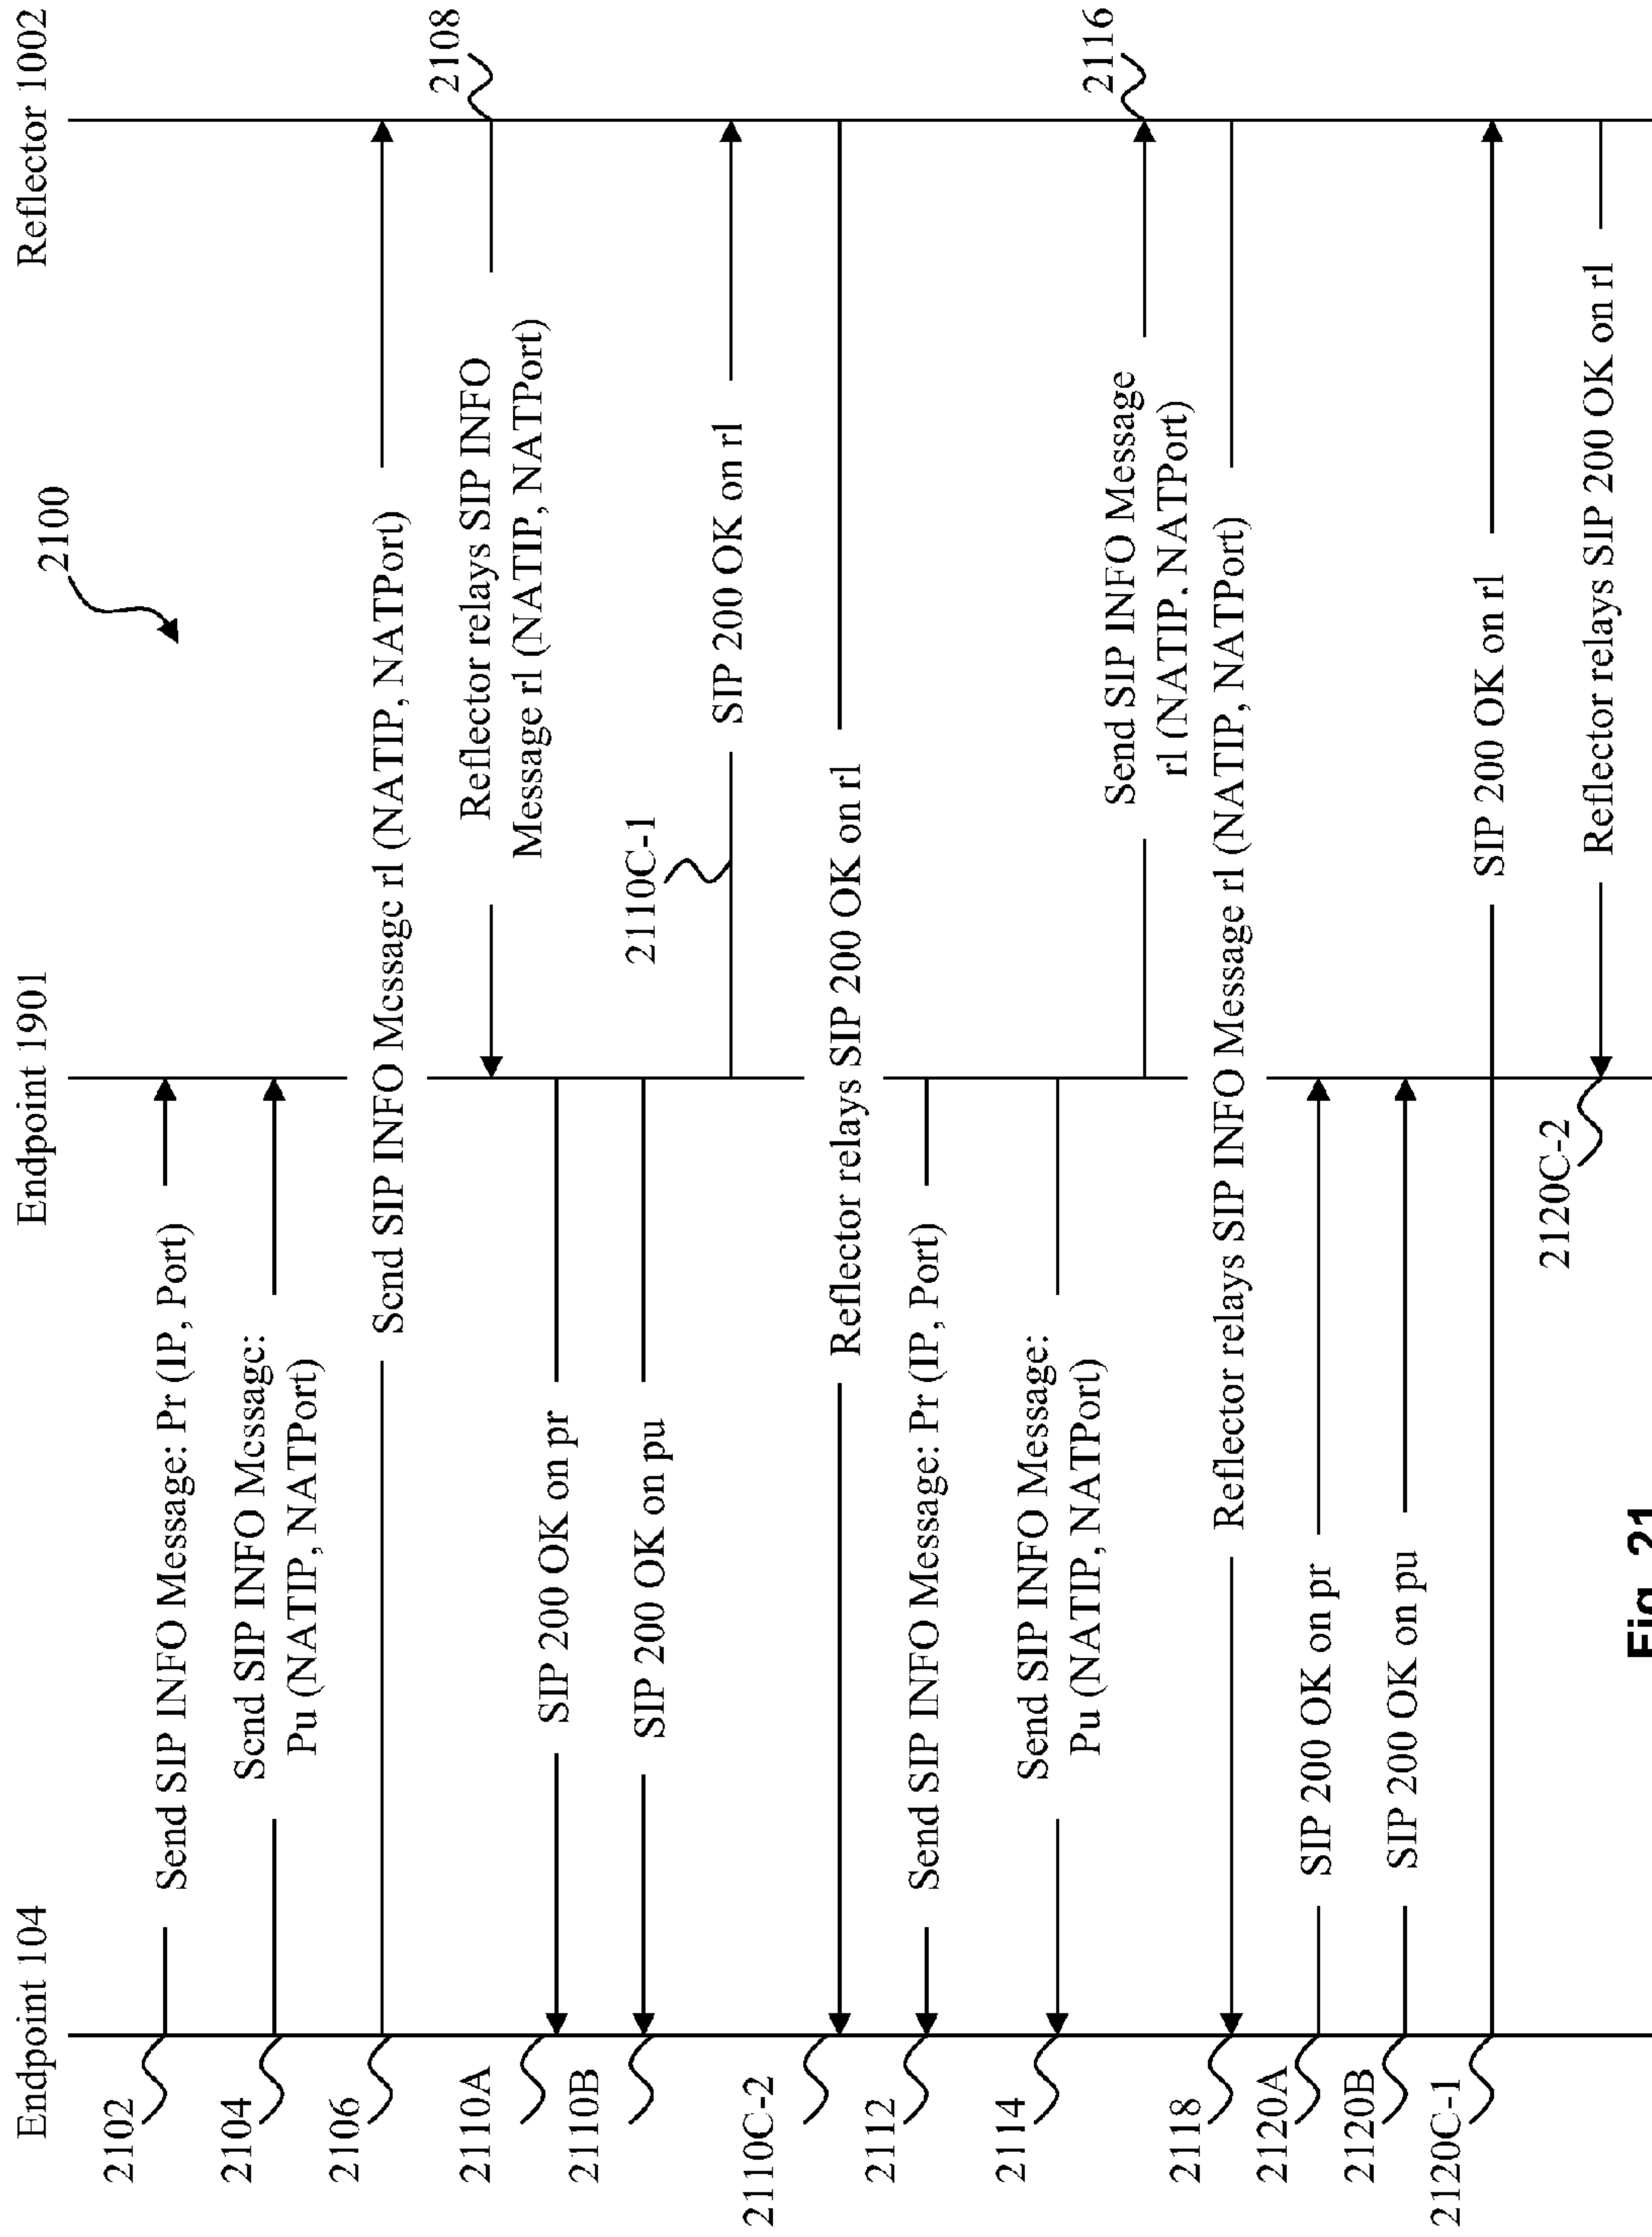 Endpoint 104
Endpoint 1901
Reflector 1002
2100
2102
Send SIP INFO Message: Pr (IP, Port)
2104
Send SIP INFO Message:
Pu (NATIP, NATPort)
2106
Send SIP INFO Message rl (NATIP, NATPort)
2108
Reflector relays SIP INFO
Message rl (NATIP, NATPort)
2110A
SIP 200 OK on pr
2110B
SIP 200 OK on pu
2110C-1
SIP 200 OK on rl
2110C-2
Reflector relays SIP 200 OK on rl
2112
Send SIP INFO Message: Pr (IP, Port)
2114
Send SIP INFO Message:
Pu (NATIP, NATPort)
2116
Send SIP INFO Message
rl (NATIP. NATPort)
2118
Reflector relays SIP INFO Message rl (NATIP, NATPort)
2120A
SIP 200 OK on pr
2120B
SIP 200 OK on pu
2120C-1
SIP 200 OK on rl
2120C-2
Reflector relays SIP 200 OK on rl
Fig. 21